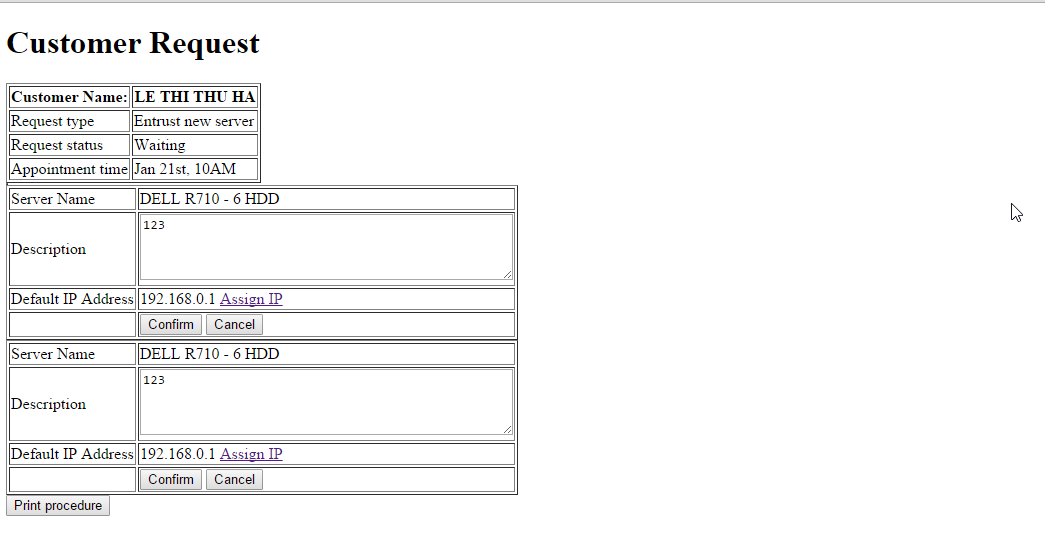 Customer Request
Customer Name: LE THI THU HA
Request type Entrust new server
Request status Waiting
Appointment time Jan 21st, 10AM
Server Name DELL R710 - 6 HDD
Description 123
Default IP Address 192.168.0.1 Assign IP
Confirm Cancel
Server Name DELL R710 - 6 HDD
Description 123
Default IP Address 192.168.0.1 Assign IP
Confirm Cancel
Print procedure